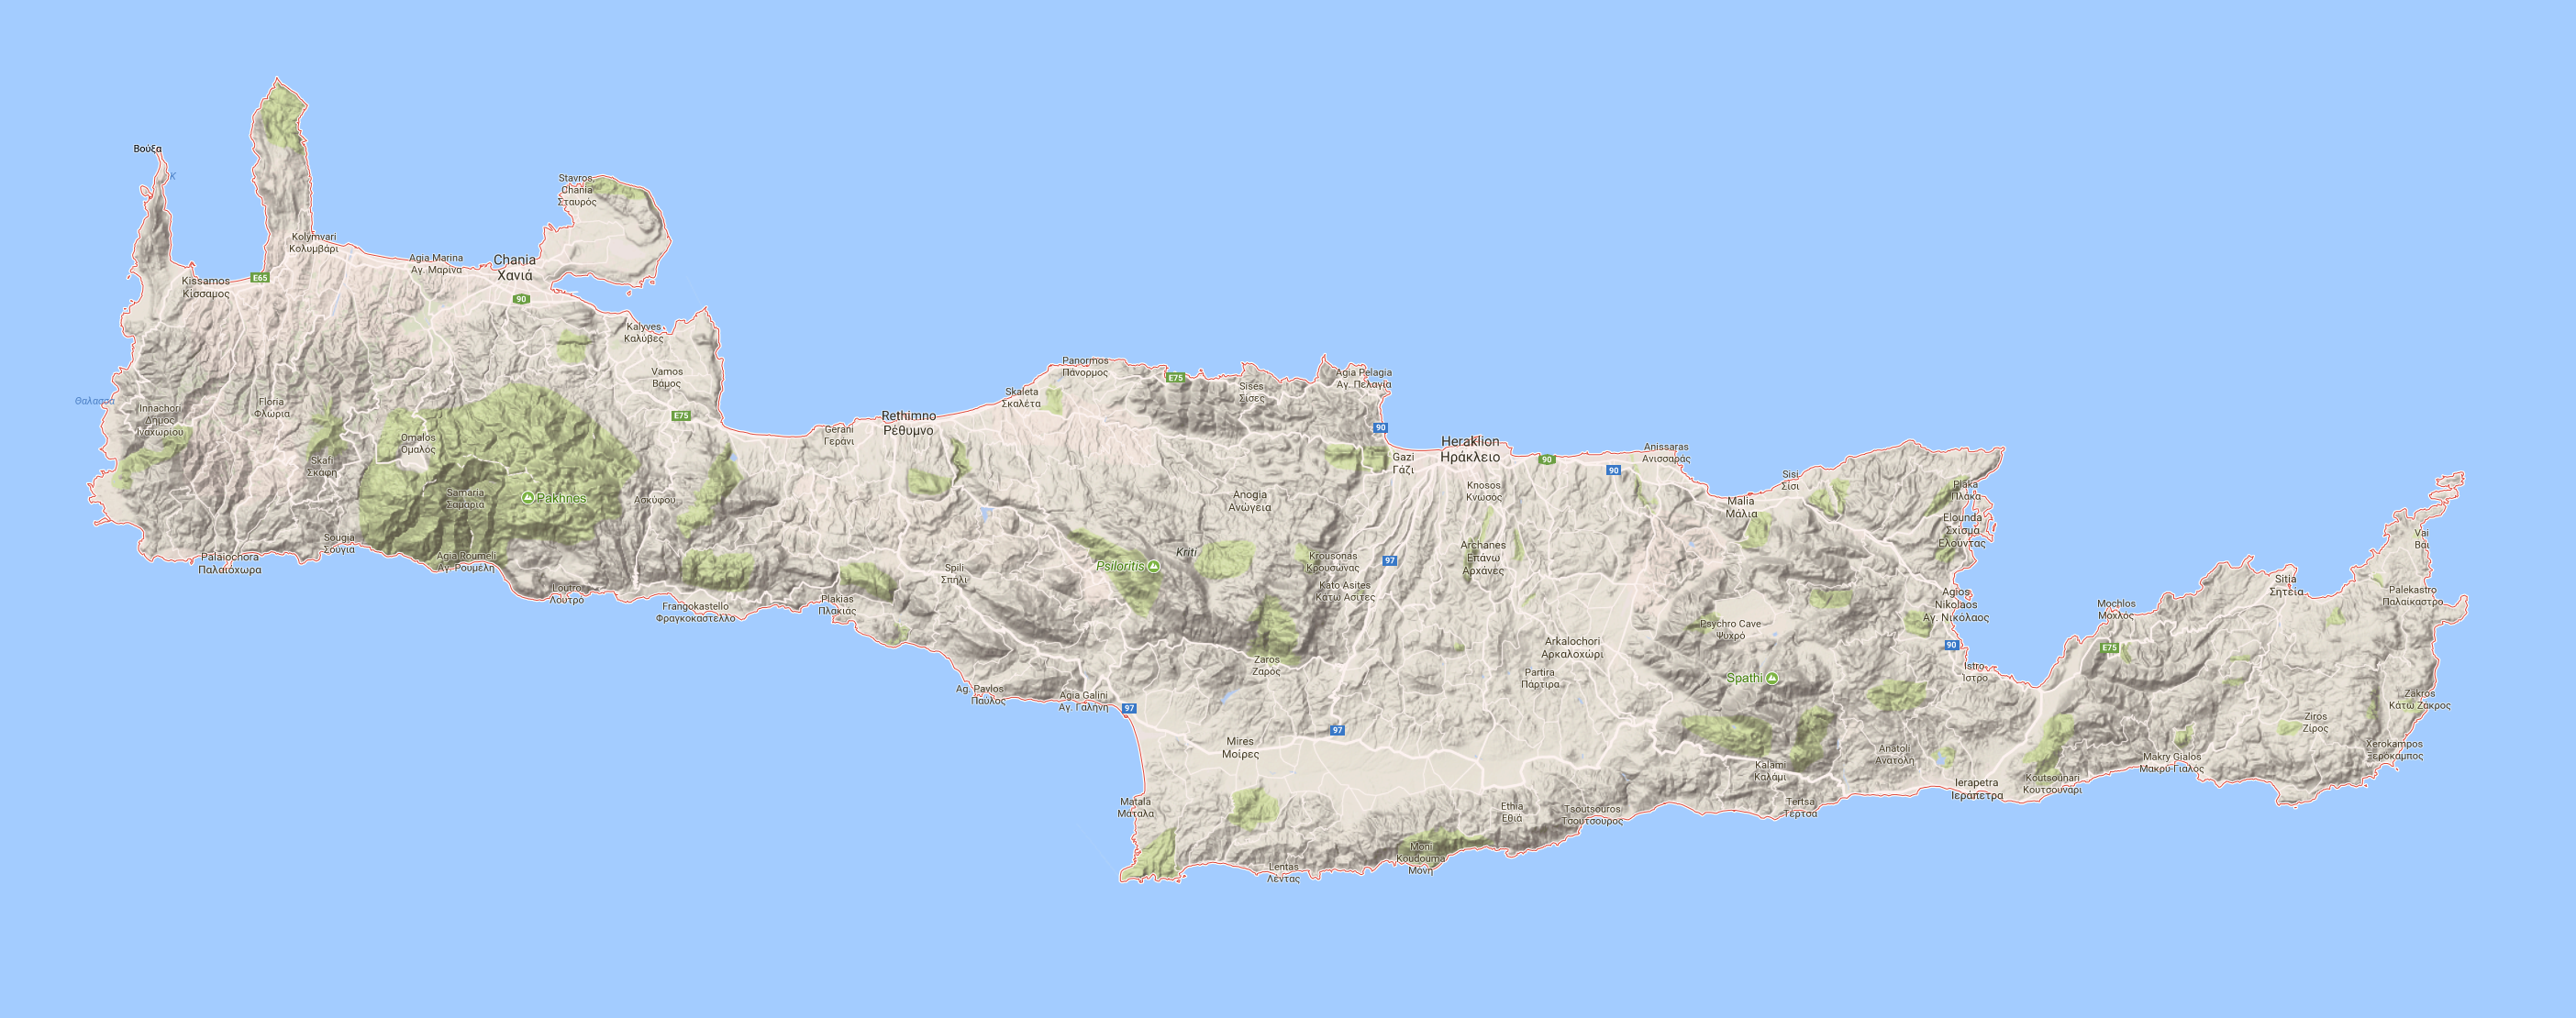 Βούξα
Κ
Stavros,
Chania
Σταυρός
Kolymvari
Κολυμβάρι
Agia Marina
Αγ. Μαρίνα
Chania
Χανιά
Kissamos
Κίσσαμος
E65
90
Kalyves
Καλύβες
Vamos
Βάμος
Θαλασσα
Innachori
Δήμος
Ιναχωρίου
Floria
Φλώρια
E75
Omalos
Ομαλός
Skafi
Σκάφη
Samaria
Σαμαριά
Pakhnes
Ασκύφου
Palaiochora
Παλαιόχωρα
Sougia
Σούγια
Agia Roumeli
Αγ. Ρουμέλη
Loutro
Λουτρό
Frangokastello
Φραγκοκάστελλο
Plakias
Πλακιάς
Gerani
Γεράνι
Rethimno
Ρέθυμνο
Skaleta
Σκαλέτα
Panormos
Πάνορμος
E75
Sises
Σίσες
Agia Pelagia
Αγ. Πελαγία
90
Gazi
Γάζι
Heraklion
Ηράκλειο
90
90
Anissaras
Ανισσαράς
Knosos
Κνωσός
Anogia
Ανώγεια
Kriti
Psiloritis
Spili
Σπήλι
Krousonas
Κρουσώνας
97
Kato Asites
Κάτω Ασίτες
Archanes
Επάνω
Αρχάνες
Malia
Μάλια
Sisi
Σίσι
Plaka
Πλάκα
Elounda
Σχίσμα
Ελούντας
Agios
Nikolaos
Αγ. Νικόλαος
90
Istro
Ίστρο
Psychro Cave
Ψυχρό
Spathi
Arkalochori
Αρκαλοχώρι
Partira
Πάρτιρα
Zaros
Ζαρός
Ag. Pavlos
Παύλος
Agia Galini
Αγ. Γαλήνη
97
97
Mires
Μοίρες
Matala
Μάταλα
Lentas
Λέντας
Moni
Koudouma
Μονή
Ethia
Εθιά
Tsoutsouros
Τσούτσουρος
Kalami
Καλάμι
Tertsa
Τέρτσα
Anatoli
Ανατολή
Ierapetra
Ιεράπετρα
Koutsounari
Κουτσουνάρι
Makry Gialos
Μακρύ-Γιαλός
Mochlos
Μόχλος
E75
Sitia
Σητεία
Vai
Βάι
Palekastro
Παλαίκαστρο
Zakros
Κάτω Ζάκρος
Ziros
Ζίρος
Xerokampos
Ξερόκαμπος